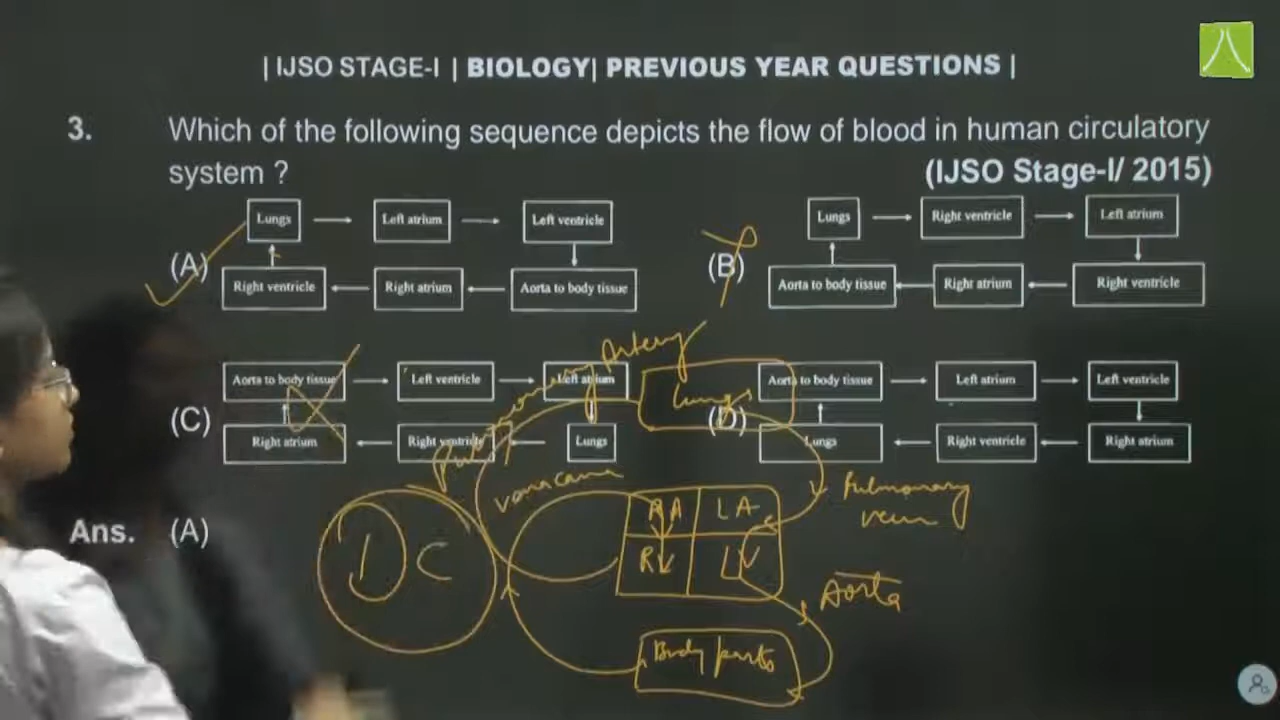 | IJSO STAGE-I | BIOLOGY| PREVIOUS YEAR QUESTIONS |
3. Which of the following sequence depicts the flow of blood in human circulatory
system ?
(IJSO Stage-I/ 2015)
(A)
Lungs Left atrium Left ventricle
Right ventricle Right atrium Aorta to body tissue
(B)
Lungs Right ventricle Left atrium
Aorta to body tissue Right atrium Right ventricle
(C)
Aorta to body tissue Left ventricle Left atrium
Right atrium Right ventricle Lungs
(D)
Aorta to body tissue Left atrium Left ventricle
Lungs Right ventricle Right atrium
Ans. (A)
Pulmonary Artery
Lungs
Pulmonary
vein
RA LA
RV LV
Aorta
Body parts
D C